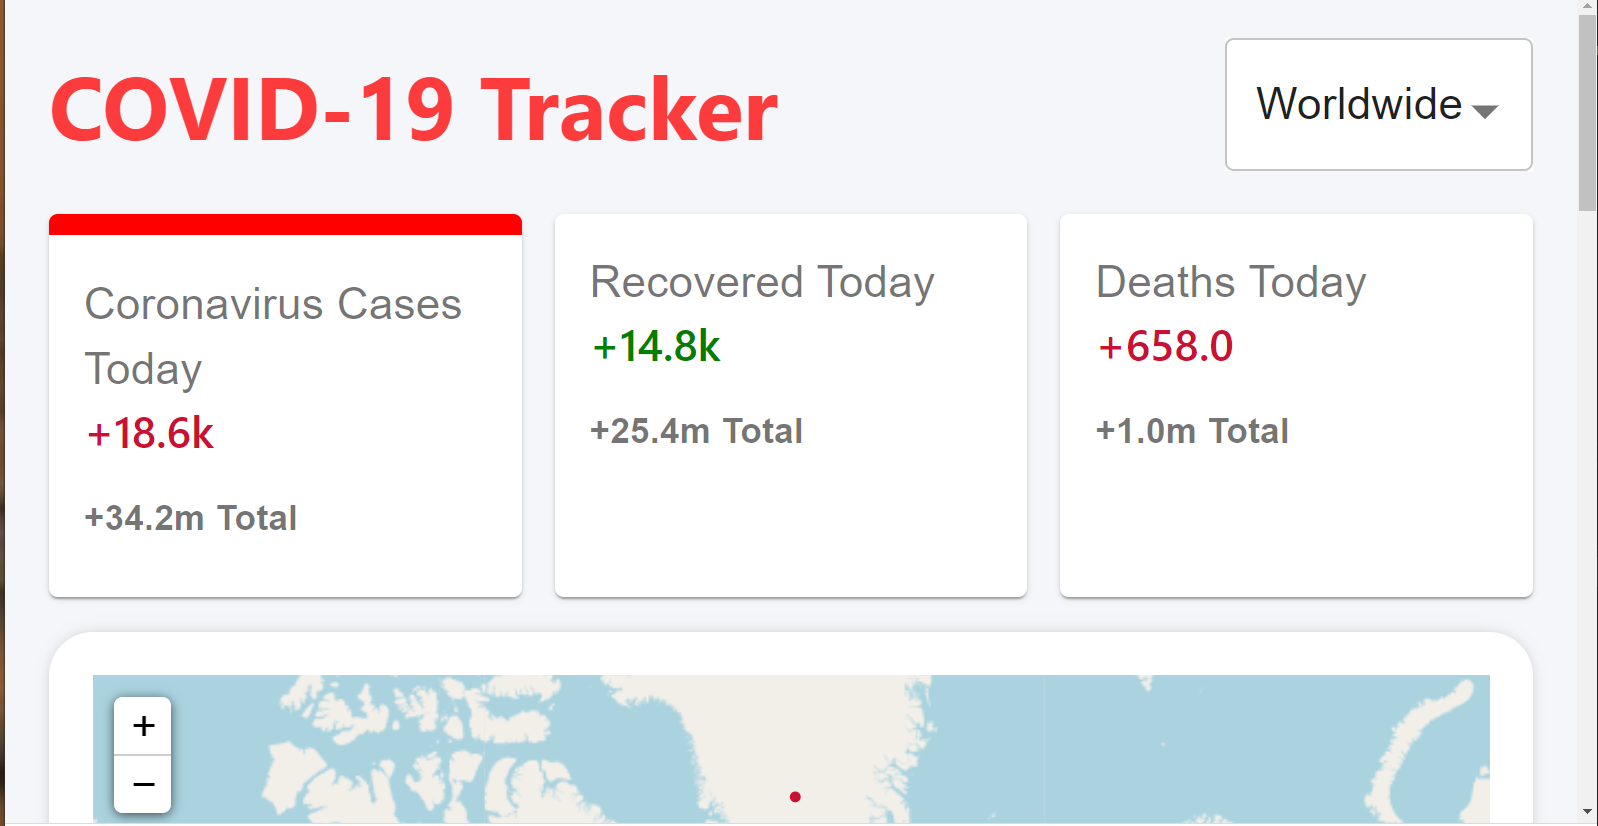 COVID-19 Tracker
Worldwide
Coronavirus Cases
Today
+18.6k
+34.2m Total
Recovered Today
+14.8k
+25.4m Total
Deaths Today
+658.0
+1.0m Total
+
−